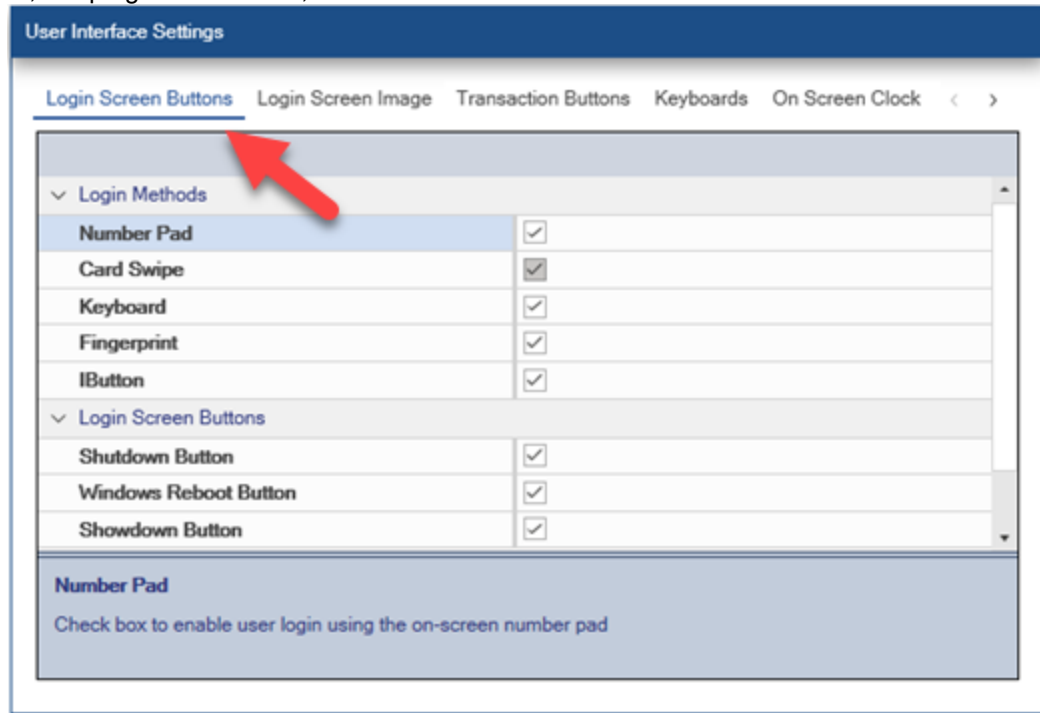 User Interface Settings
Login Screen Buttons Login Screen Image Transaction Buttons Keyboards On Screen Clock < >
Login Methods
Number Pad
Card Swipe
Keyboard
Fingerprint
IButton
Login Screen Buttons
Shutdown Button
Windows Reboot Button
Showdown Button
Number Pad
Check box to enable user login using the on-screen number pad